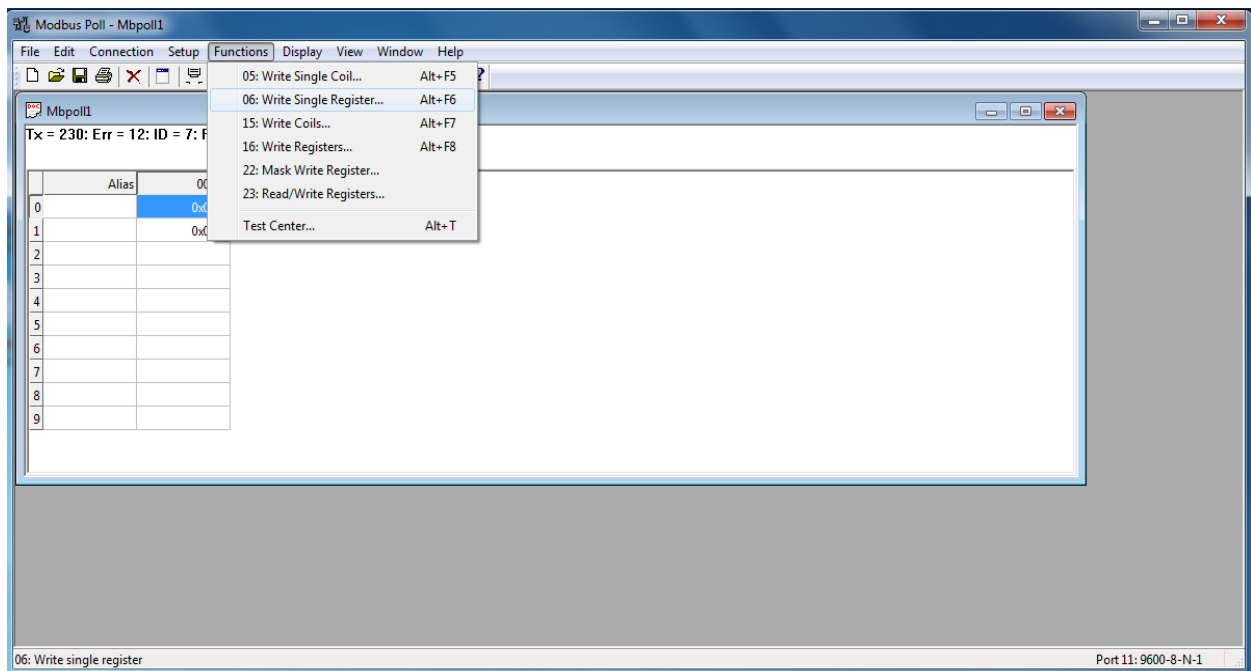 Modbus Poll - Mbpoll1
File Edit Connection Setup Functions Display View Window Help
05: Write Single Coil... Alt+F5
06: Write Single Register... Alt+F6
15: Write Coils... Alt+F7
16: Write Registers... Alt+F8
22: Mask Write Register...
23: Read/Write Registers...
Test Center... Alt+T
Mbpoll1
Tx = 230: Err = 12: ID = 7:
Alias 00
0 0x0
1 0x0
2
3
4
5
6
7
8
9
06: Write single register Port 11: 9600-8-N-1